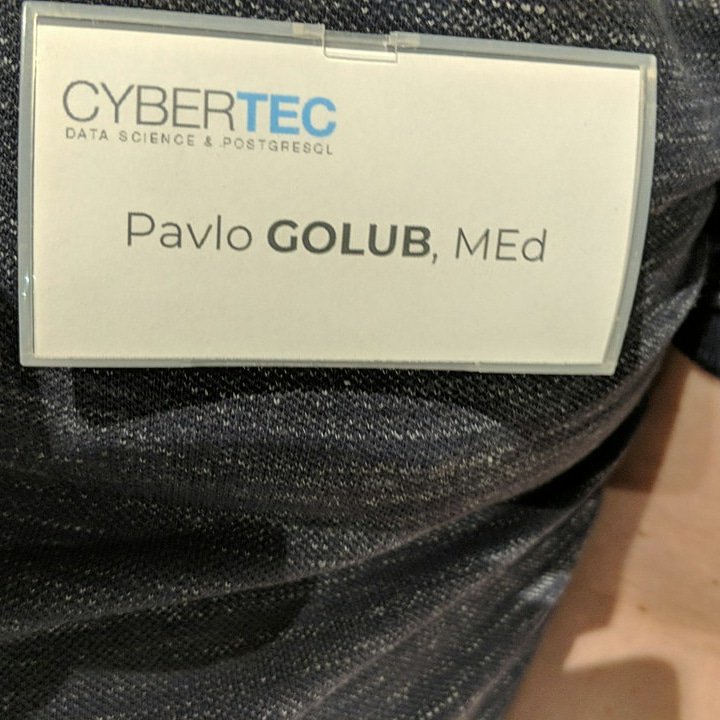 CYBERTEC
DATA SCIENCE & POSTGRESQL
Pavlo GOLUB, MEd